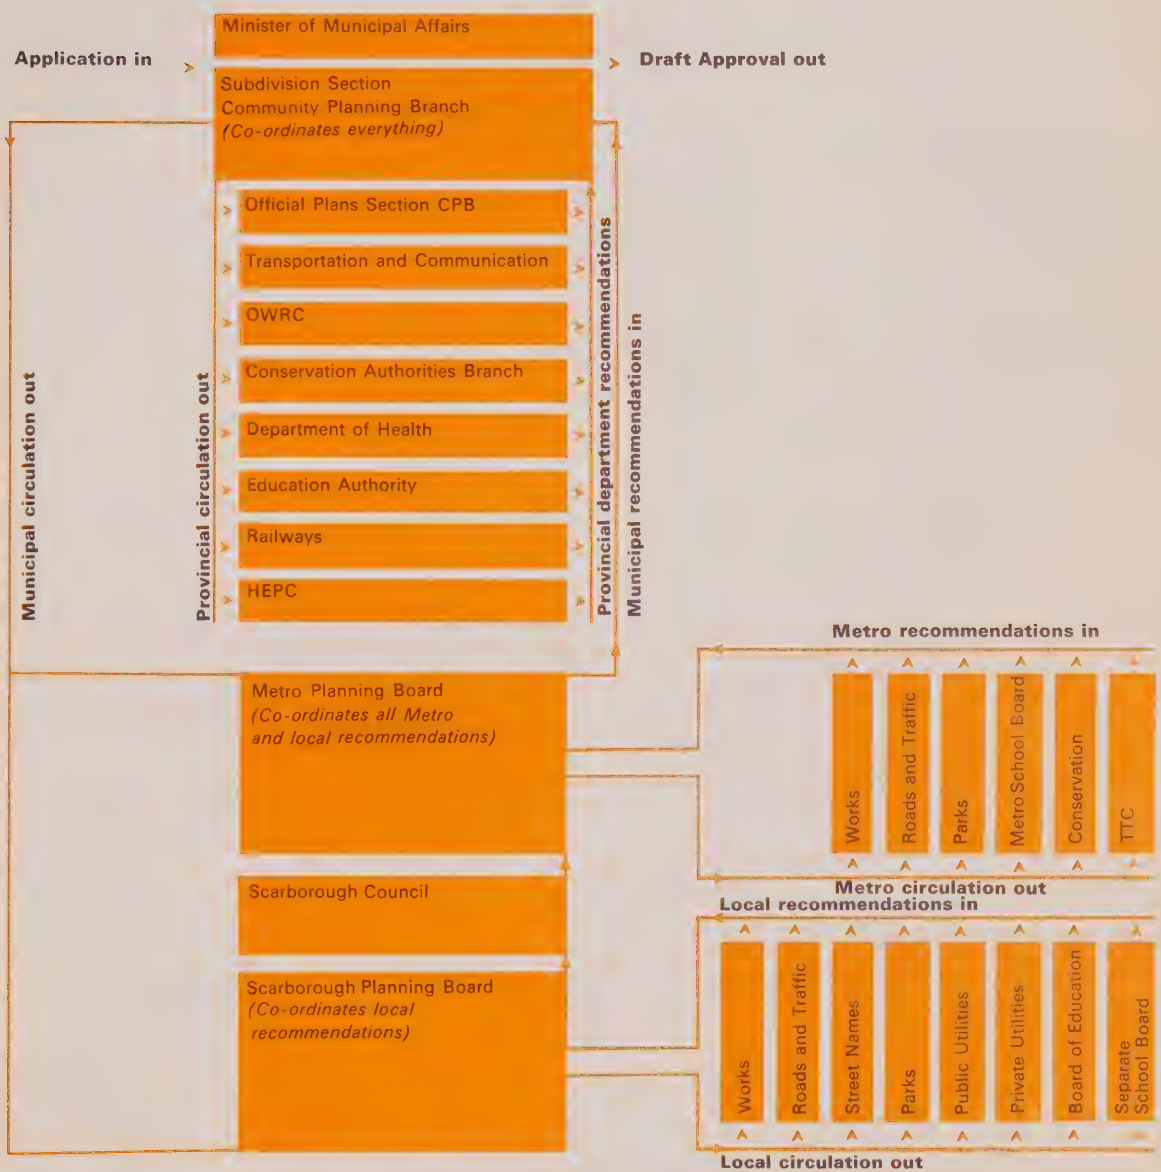 Minister of Municipal Affairs
Application in
Draft Approval out
Subdivision Section
Community Planning Branch
(Co-ordinates everything)
Official Plans Section CPB
Transportation and Communication
OWRC
Conservation Authorities Branch
Department of Health
Education Authority
Railways
HEPC
Municipal circulation out
Provincial circulation out
Provincial department recommendations
Municipal recommendations in
Metro Planning Board
(Co-ordinates all Metro
and local recommendations)
Metro recommendations in
Works
Roads and Traffic
Parks
Metro School Board
Conservation
TTC
Metro circulation out
Scarborough Council
Scarborough Planning Board
(Co-ordinates local
recommendations)
Local recommendations in
Works
Roads and Traffic
Street Names
Parks
Public Utilities
Private Utilities
Board of Education
Separate
School Board
Local circulation out